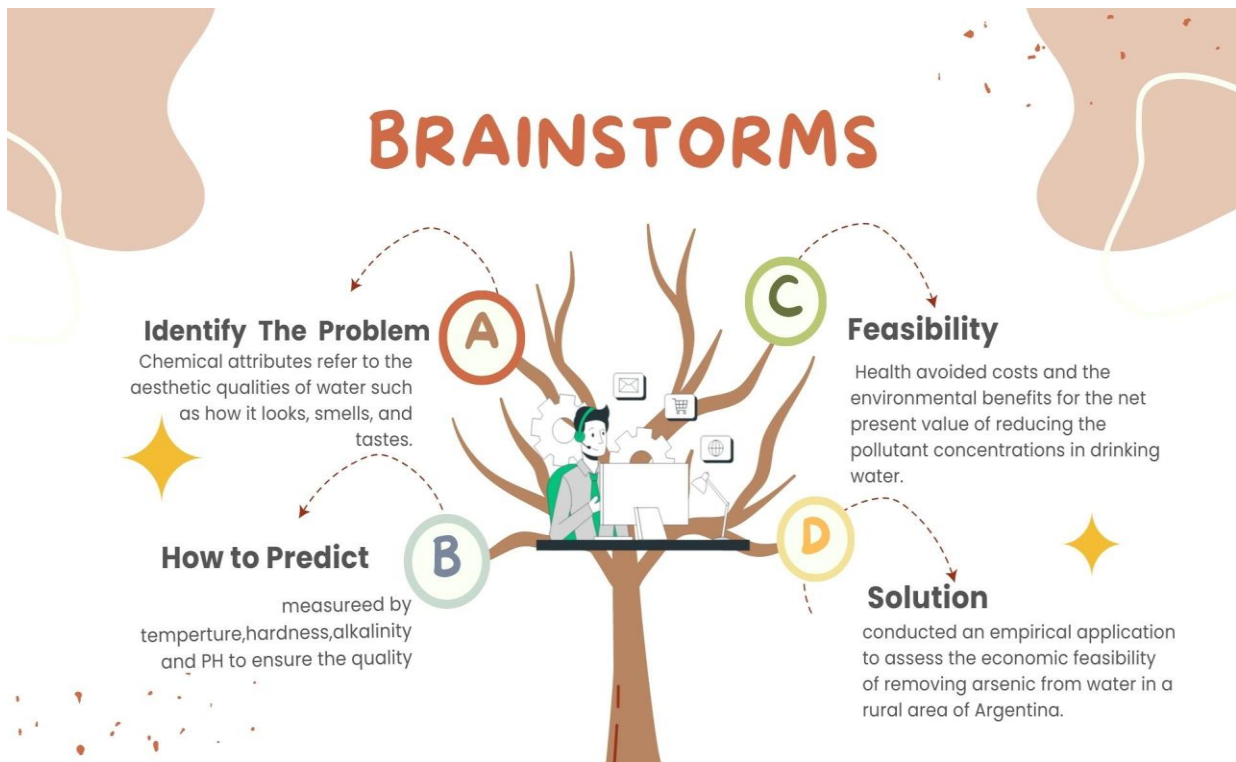 BRAINSTORMS
A
Identify The Problem
Chemical attributes refer to the
aesthetic qualities of water such
as how it looks, smells, and
tastes.
B
How to Predict
measureed by
temperture,hardness,alkalinity
and PH to ensure the quality
C
Feasibility
Health avoided costs and the
environmental benefits for the net
present value of reducing the
pollutant concentrations in drinking
water.
D
Solution
conducted an empirical application
to assess the economic feasibility
of removing arsenic from water in a
rural area of Argentina.